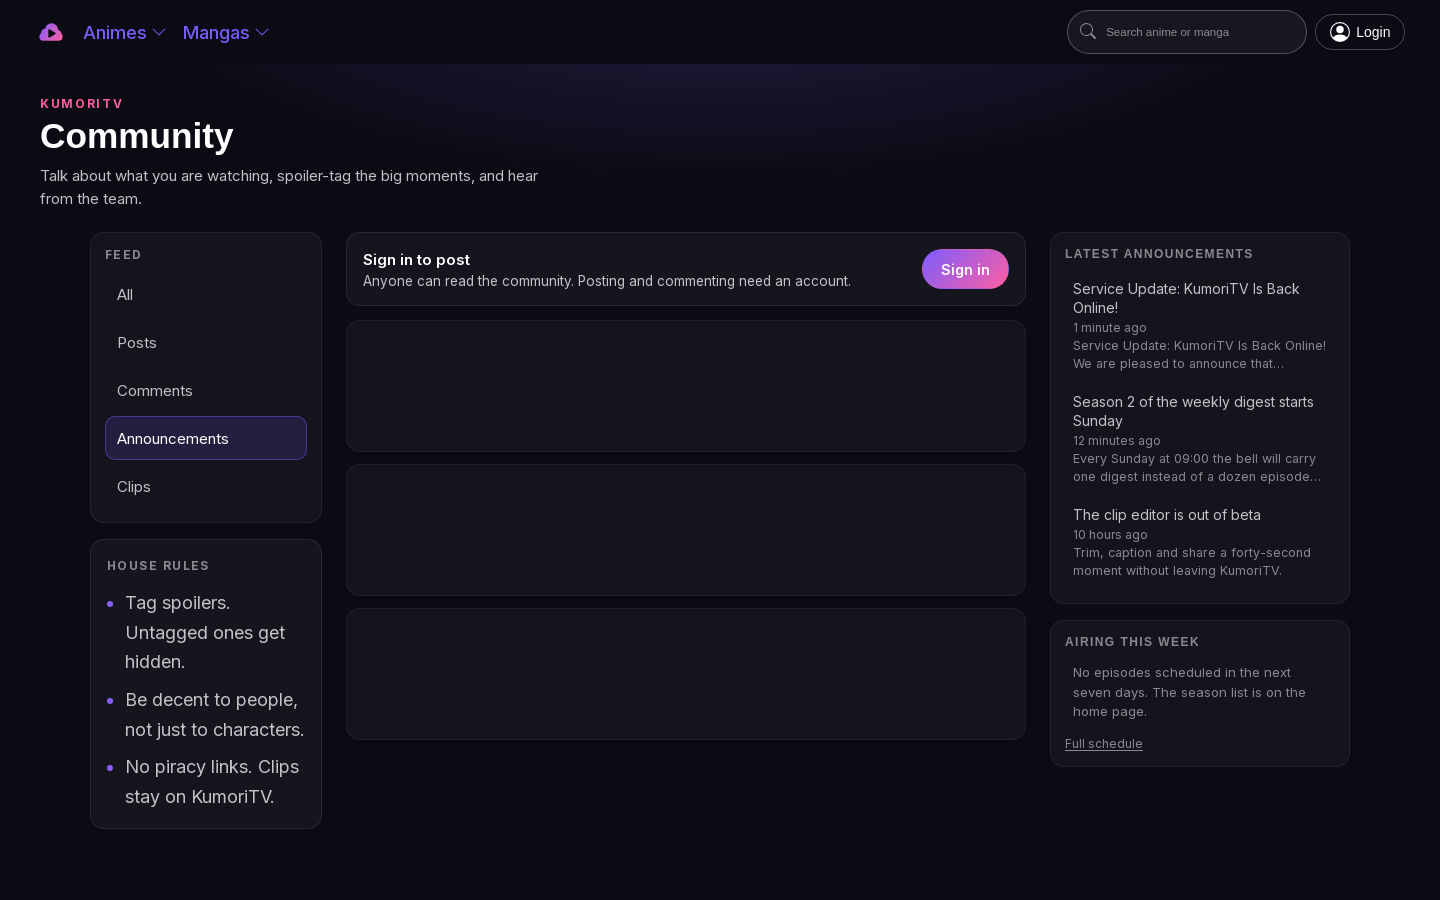 Animes
Mangas
Search anime or manga
Login
KUMORITV
Community
Talk about what you are watching, spoiler-tag the big moments, and hear
from the team.
FEED
All
Posts
Comments
Announcements
Clips
HOUSE RULES
Tag spoilers.
Untagged ones get
hidden.
Be decent to people,
not just to characters.
No piracy links. Clips
stay on KumoriTV.
Sign in to post
Anyone can read the community. Posting and commenting need an account.
Sign in
LATEST ANNOUNCEMENTS
Service Update: KumoriTV Is Back
Online!
1 minute ago
Service Update: KumoriTV Is Back Online!
We are pleased to announce that…
Season 2 of the weekly digest starts
Sunday
12 minutes ago
Every Sunday at 09:00 the bell will carry
one digest instead of a dozen episode…
The clip editor is out of beta
10 hours ago
Trim, caption and share a forty-second
moment without leaving KumoriTV.
AIRING THIS WEEK
No episodes scheduled in the next
seven days. The season list is on the
home page.
Full schedule